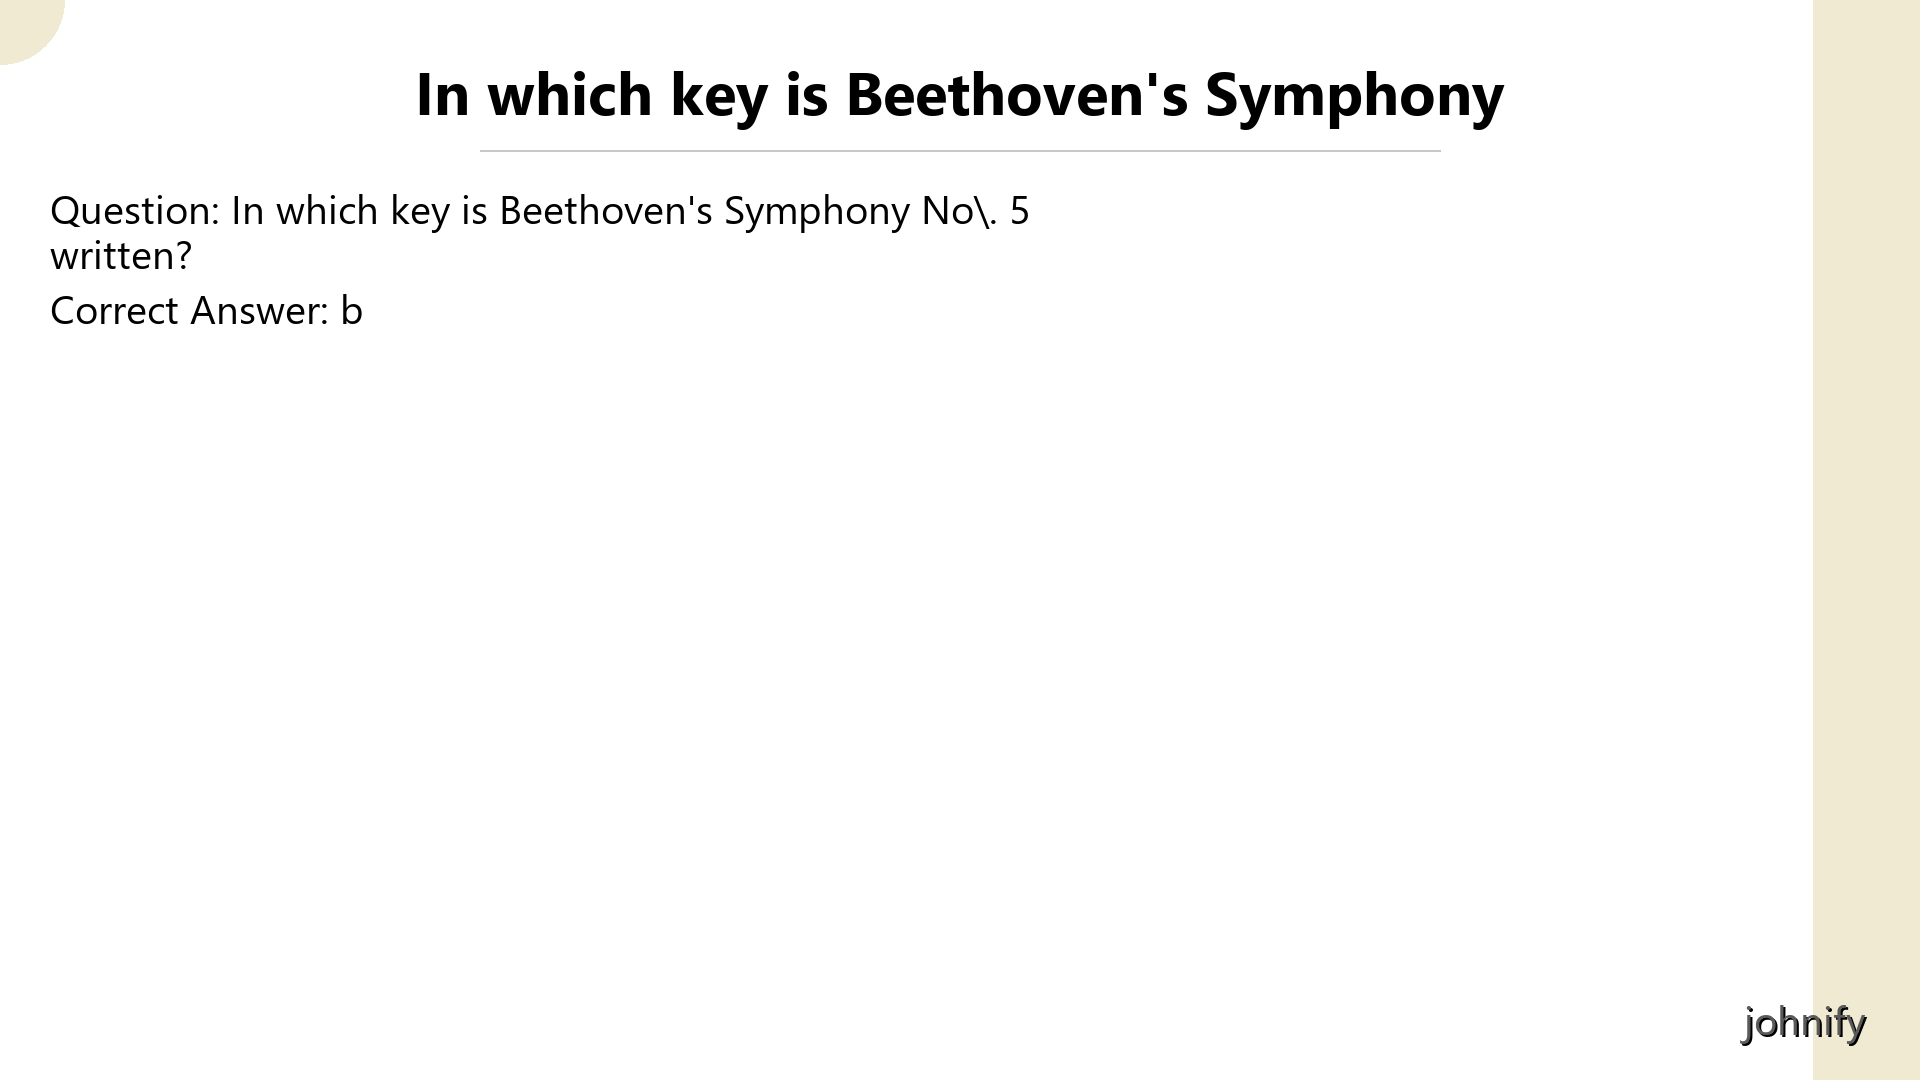 In which key is Beethoven's Symphony
Question: In which key is Beethoven's Symphony No\. 5
written?
Correct Answer: b
johnify